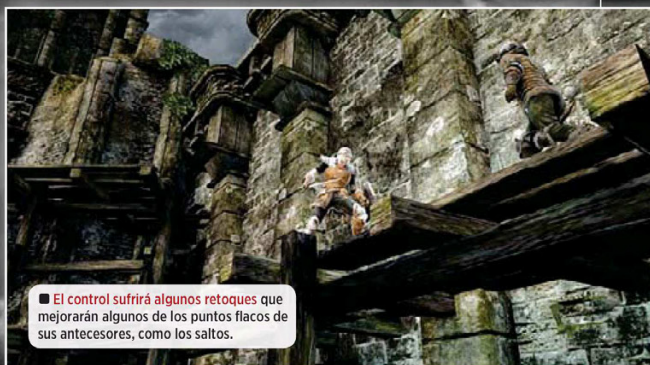 ■ El control sufrirá algunos retoques que
mejorarán algunos de los puntos flacos de
sus antecesores, como los saltos.